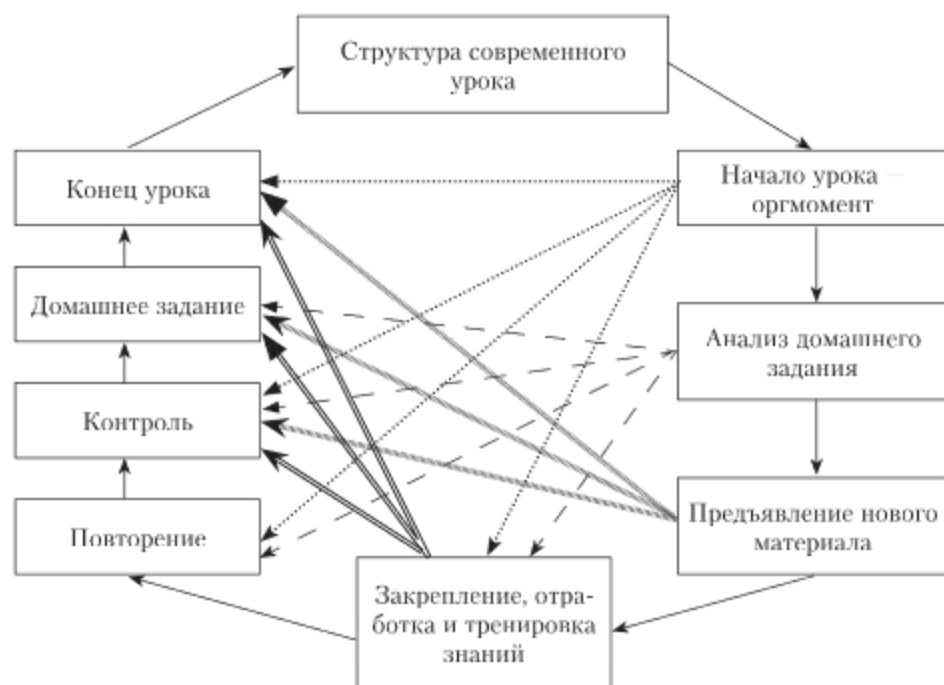 Структура современного
урока
Конец урока
Начало урока –
оргмомент
Домашнее задание
Анализ домашнего
задания
Контроль
Повторение
Предъявление нового
материала
Закрепление, отра-
ботка и тренировка
знаний